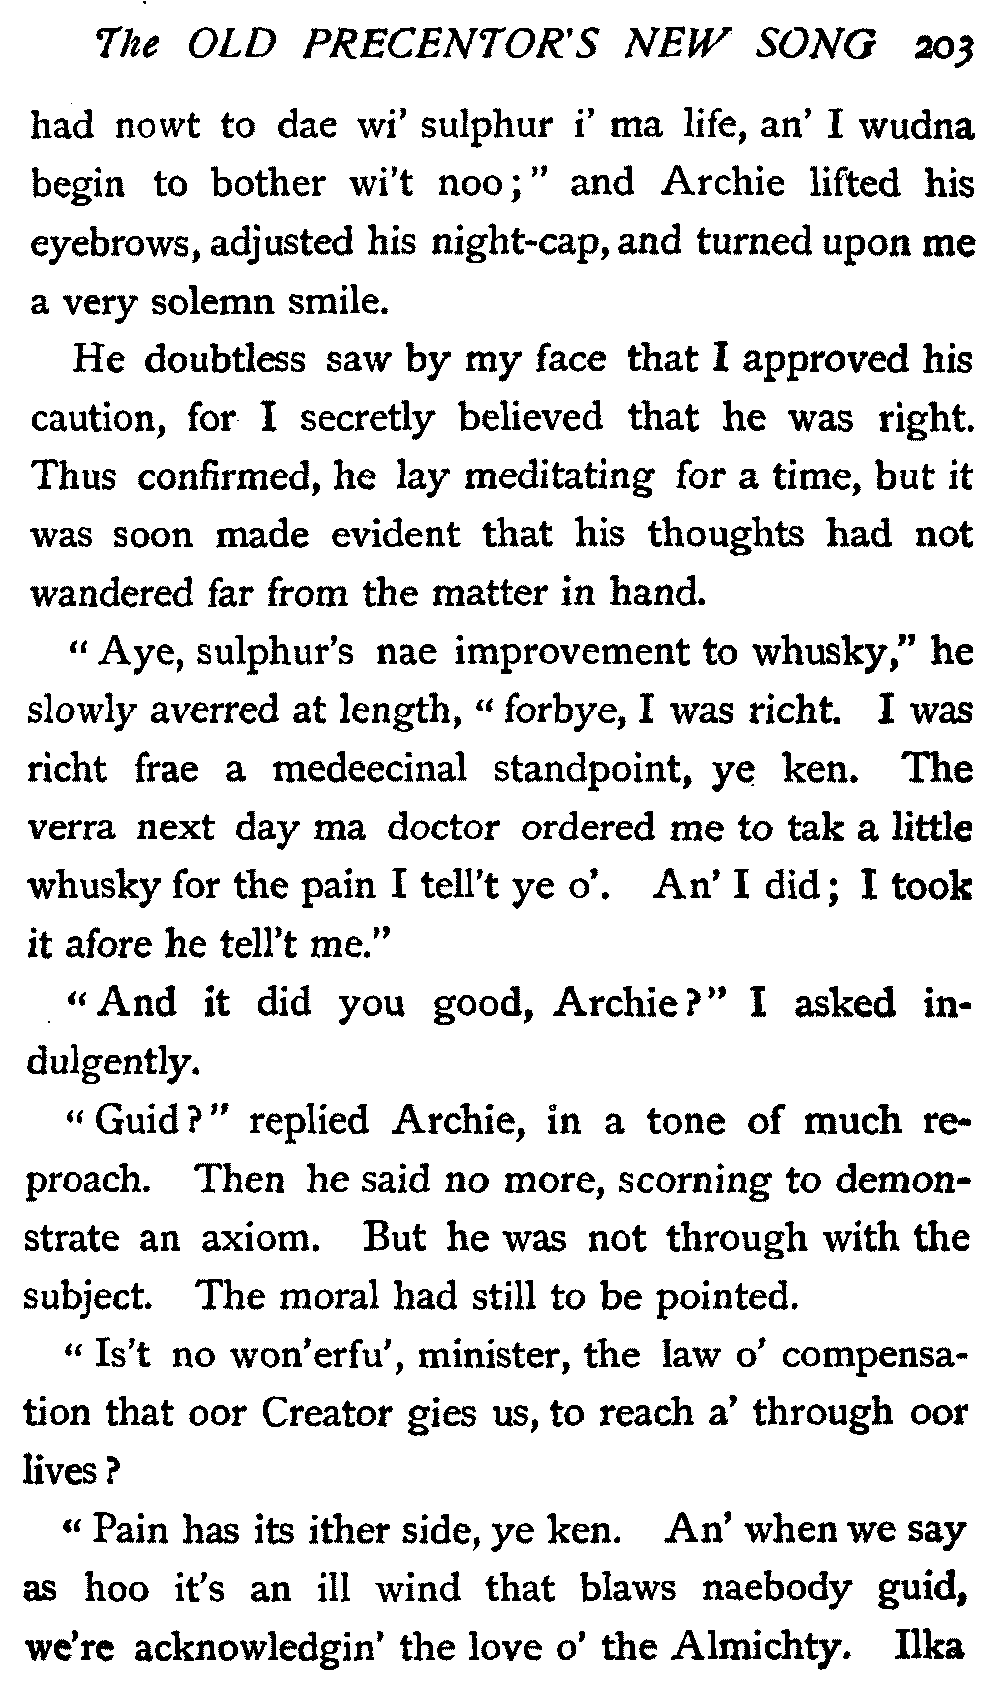 The OLD PRECENTOR'S NEW SONG 203
had nowt to dae wi' sulphur i' ma life, an' I wudna
begin to bother wi't noo;" and Archie lifted his
eyebrows, adjusted his night-cap, and turned upon me
a very solemn smile.
He doubtless saw by my face that I approved his
caution, for I secretly believed that he was right.
Thus confirmed, he lay meditating for a time, but it
was soon made evident that his thoughts had not
wandered far from the matter in hand.
"Aye, sulphur's nae improvement to whusky," he
slowly averred at length, "forbye, I was richt. I was
richt frae a medeecinal standpoint, ye ken. The
verra next day ma doctor ordered me to tak a little
whusky for the pain I tell't ye o'. An' I did; I took
it afore he tell't me."
"And it did you good, Archie?" I asked in-
dulgently.
"Guid?" replied Archie, in a tone of much re-
proach. Then he said no more, scorning to demon-
strate an axiom. But he was not through with the
subject. The moral had still to be pointed.
"Is't no won'erfu', minister, the law o' compensa-
tion that oor Creator gies us, to reach a' through oor
lives?
"Pain has its ither side, ye ken. An' when we say
as hoo it's an ill wind that blaws naebody guid,
we're acknowledgin' the love o' the Almichty. Ilka